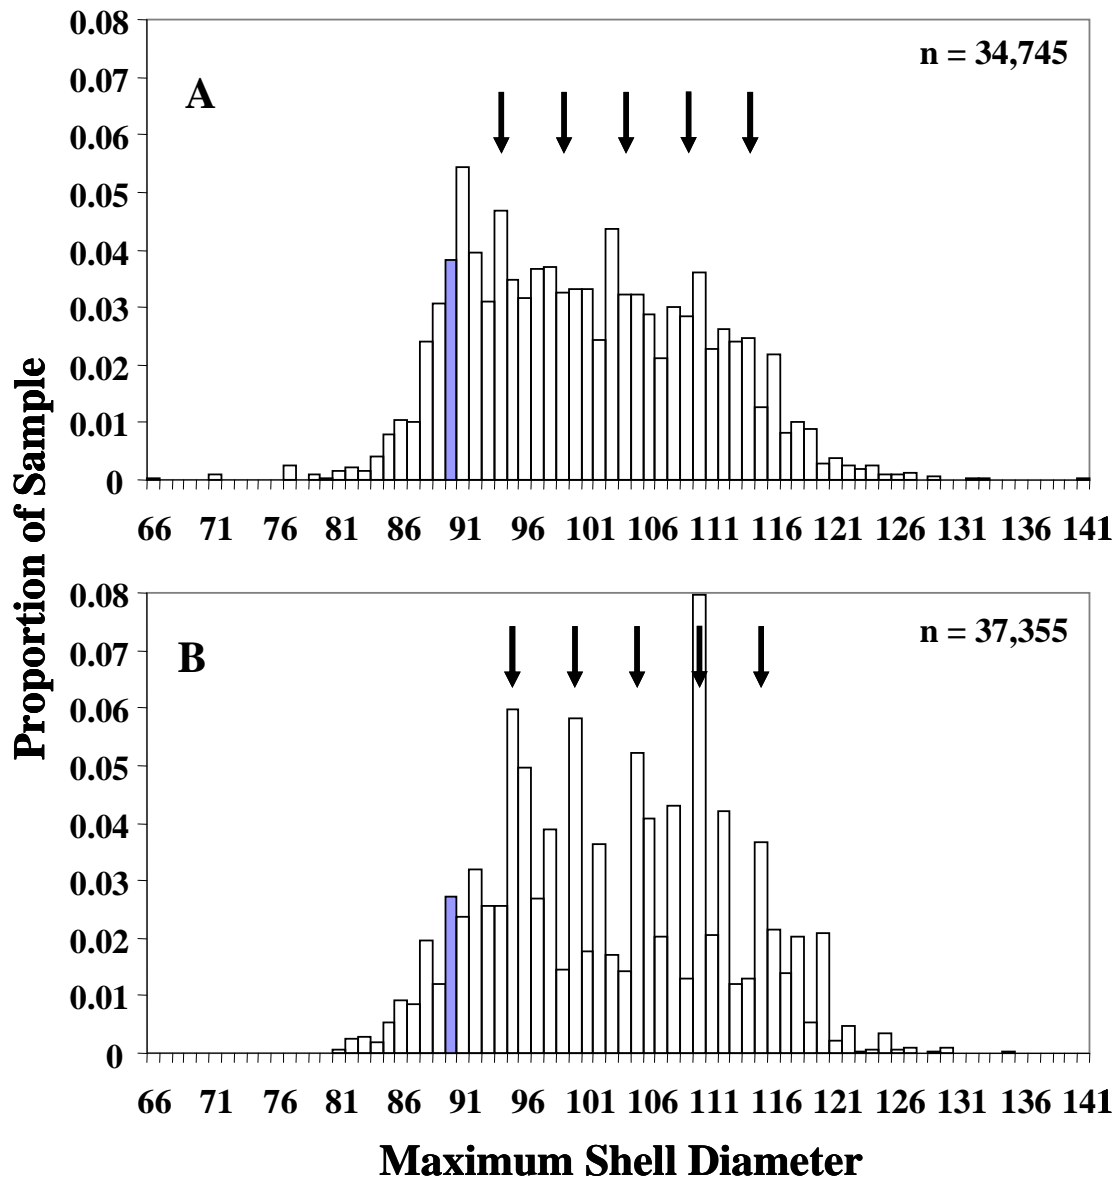 0.08
n = 34,745
0.07
A
0.06
0.05
0.04
0.03
0.02
0.01
0
66 71 76 81 86 91 96 101 106 111 116 121 126 131 136 141
Proportion of Sample
0.08
n = 37,355
0.07
B
0.06
0.05
0.04
0.03
0.02
0.01
0
66 71 76 81 86 91 96 101 106 111 116 121 126 131 136 141
Maximum Shell Diameter